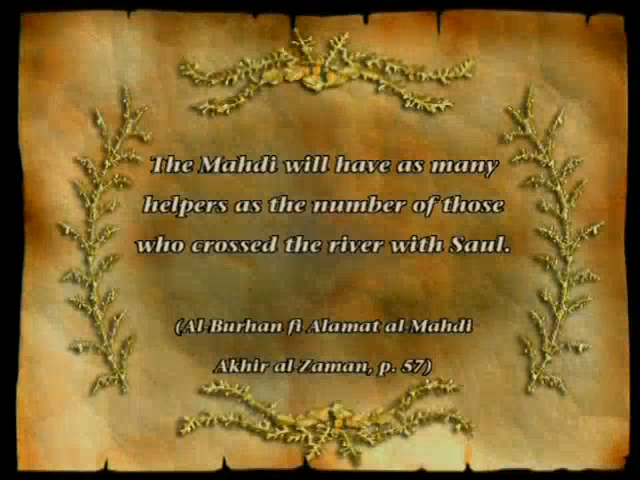 The Mahdi will have as many
helpers as the number of those
who crossed the river with Saul.
(Al-Burhan fi Alamat al-Mahdi
Akhir al-Zaman, p. 57)